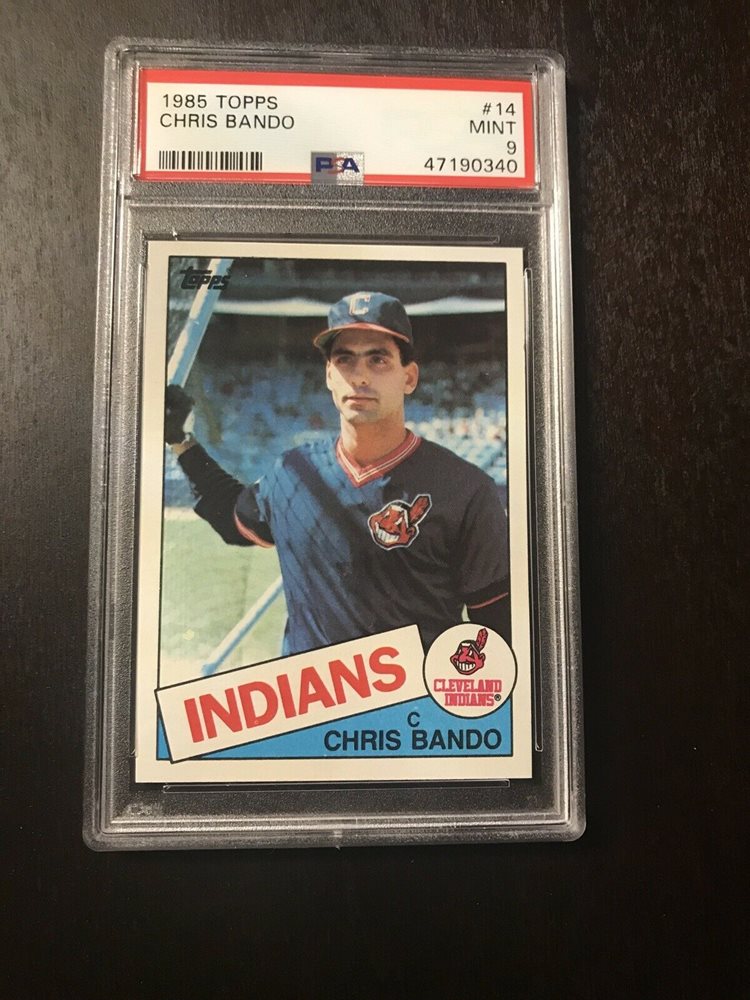 1985 TOPPS #14
CHRIS BANDO MINT
9
PSA 47190340
Topps
C
INDIANS
CLEVELAND
INDIANS®
C
CHRIS BANDO